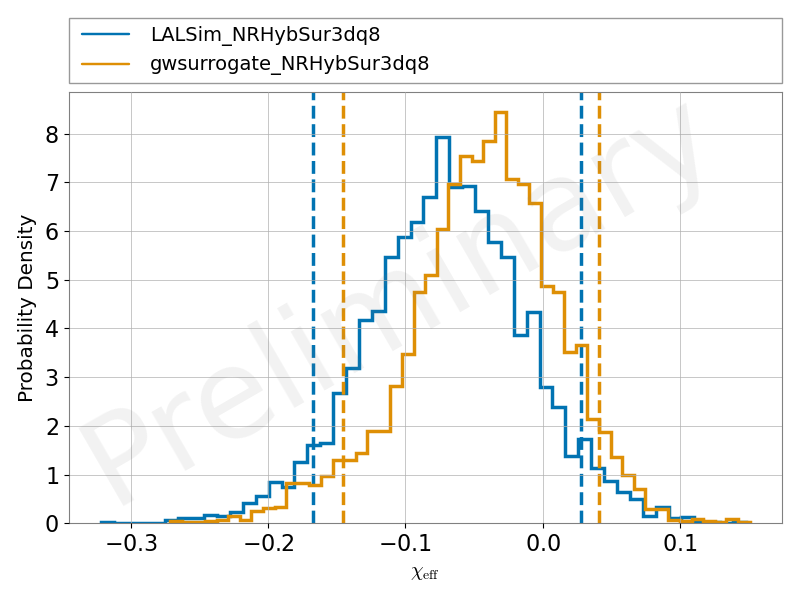 LALSim_NRHybSur3dq8
gwsurrogate_NRHybSur3dq8
Preliminary
Probability Density
8
7
6
5
4
3
2
1
0
−0.3 −0.2 −0.1 0.0 0.1
χeff